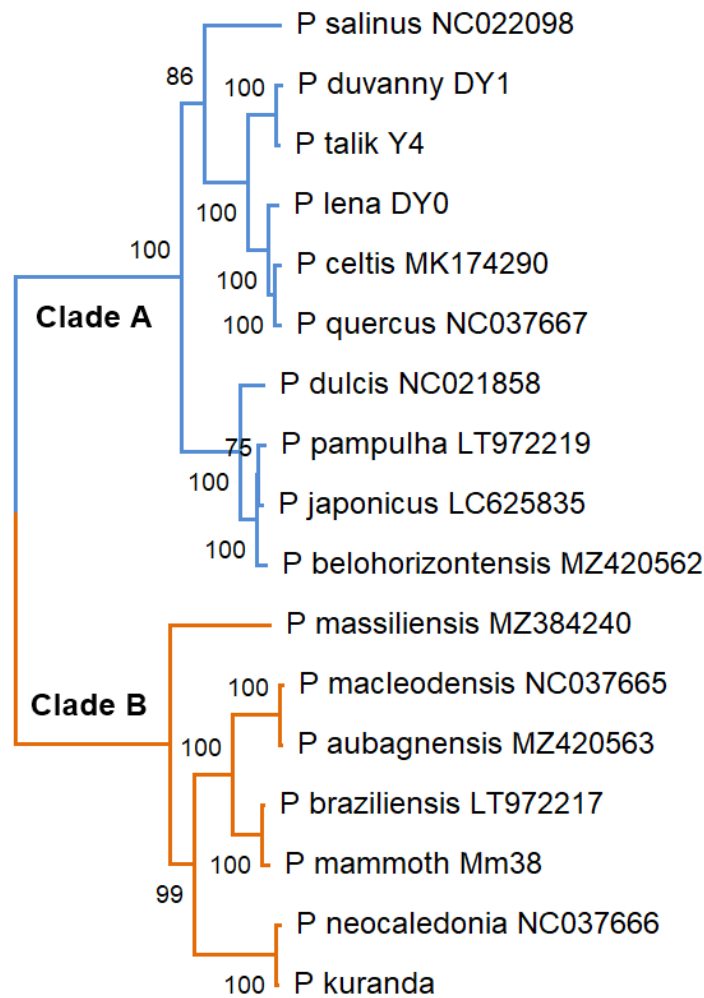 P salinus NC022098
86
100
P duvanny DY1
P talik Y4
100
P lena DY0
100
P celtis MK174290
100
Clade A
100
P quercus NC037667
P dulcis NC021858
75
P pampulha LT972219
100
P japonicus LC625835
100
P belohorizontensis MZ420562
P massiliensis MZ384240
100
P macleodensis NC037665
Clade B
100
P aubagnensis MZ420563
P braziliensis LT972217
100
P mammoth Mm38
99
P neocaledonia NC037666
100
P kuranda